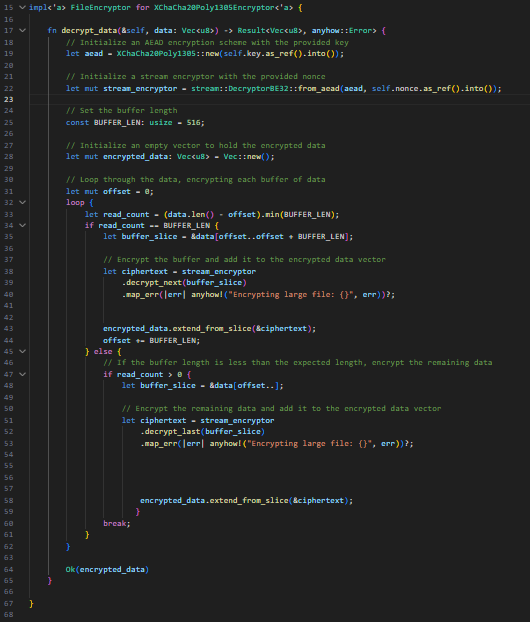 15 impl<'a> FileEncryptor for XChaCha20Poly1305Encryptor<'a> {
16
17 fn decrypt_data(&self, data: Vec<u8>) -> Result<Vec<u8>, anyhow::Error> {
18 // Initialize an AEAD encryption scheme with the provided key
19 let aead = XChaCha20Poly1305::new(self.key.as_ref().into());
20
21 // Initialize a stream encryptor with the provided nonce
22 let mut stream_encryptor = stream::DecryptorBE32::from_aead(aead, self.nonce.as_ref().into());
23
24 // Set the buffer length
25 const BUFFER_LEN: usize = 516;
26
27 // Initialize an empty vector to hold the encrypted data
28 let mut encrypted_data: Vec<u8> = Vec::new();
29
30 // Loop through the data, encrypting each buffer of data
31 let mut offset = 0;
32 loop {
33 let read_count = (data.len() - offset).min(BUFFER_LEN);
34 if read_count == BUFFER_LEN {
35 let buffer_slice = &data[offset..offset + BUFFER_LEN];
36
37 // Encrypt the buffer and add it to the encrypted data vector
38 let ciphertext = stream_encryptor
39 .decrypt_next(buffer_slice)
40 .map_err(|err| anyhow!("Encrypting large file: {}", err))?;
41
42
43 encrypted_data.extend_from_slice(&ciphertext);
44 offset += BUFFER_LEN;
45 } else {
46 // If the buffer length is less than the expected length, encrypt the remaining data
47 if read_count > 0 {
48 let buffer_slice = &data[offset..];
49
50 // Encrypt the remaining data and add it to the encrypted data vector
51 let ciphertext = stream_encryptor
52 .decrypt_last(buffer_slice)
53 .map_err(|err| anyhow!("Encrypting large file: {}", err))?;
54
55
56
57
58 encrypted_data.extend_from_slice(&ciphertext);
59 }
60 break;
61 }
62 }
63
64 Ok(encrypted_data)
65 }
66
67 }
68